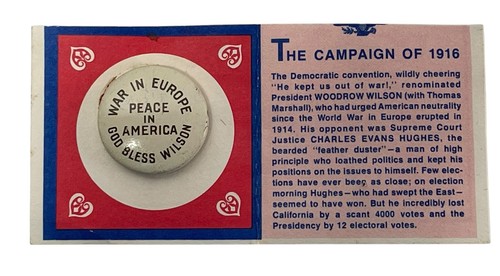 WAR IN EUROPE
PEACE
IN
AMERICA
GOD BLESS WILSON
THE CAMPAIGN OF 1916
The Democratic convention, wildly cheering
"He kept us out of war!," renominated
President WOODROW WILSON (with Thomas
Marshall), who had urged American neutrality
since the World War in Europe erupted in
1914. His opponent was Supreme Court
Justice CHARLES EVANS HUGHES, the
bearded "feather duster"—a man of high
principle who loathed politics and kept his
positions on the issues to himself. Few elec-
tions have ever been as close; on election
morning Hughes—who had swept the East—
seemed to have won. But he incredibly lost
California by a scant 4000 votes and the
Presidency by 12 electoral votes.